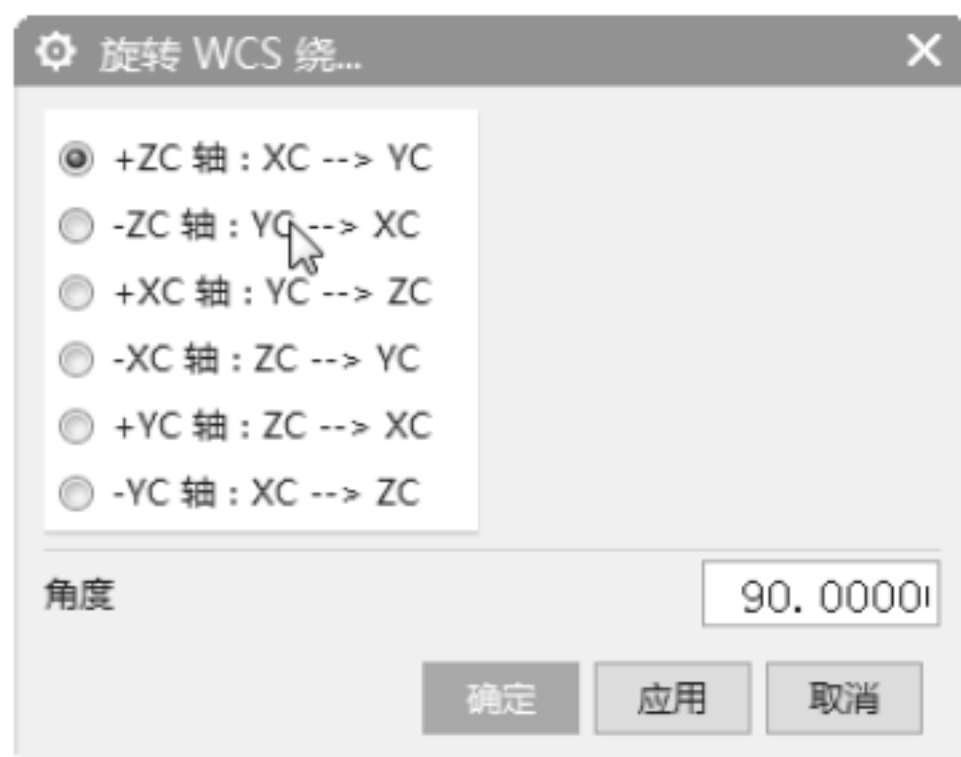 旋转 WCS 绕...
+ZC 轴 : XC --> YC
-ZC 轴 : YC --> XC
+XC 轴 : YC --> ZC
-XC 轴 : ZC --> YC
+YC 轴 : ZC --> XC
-YC 轴 : XC --> ZC
角度 90. 0000
确定 应用 取消